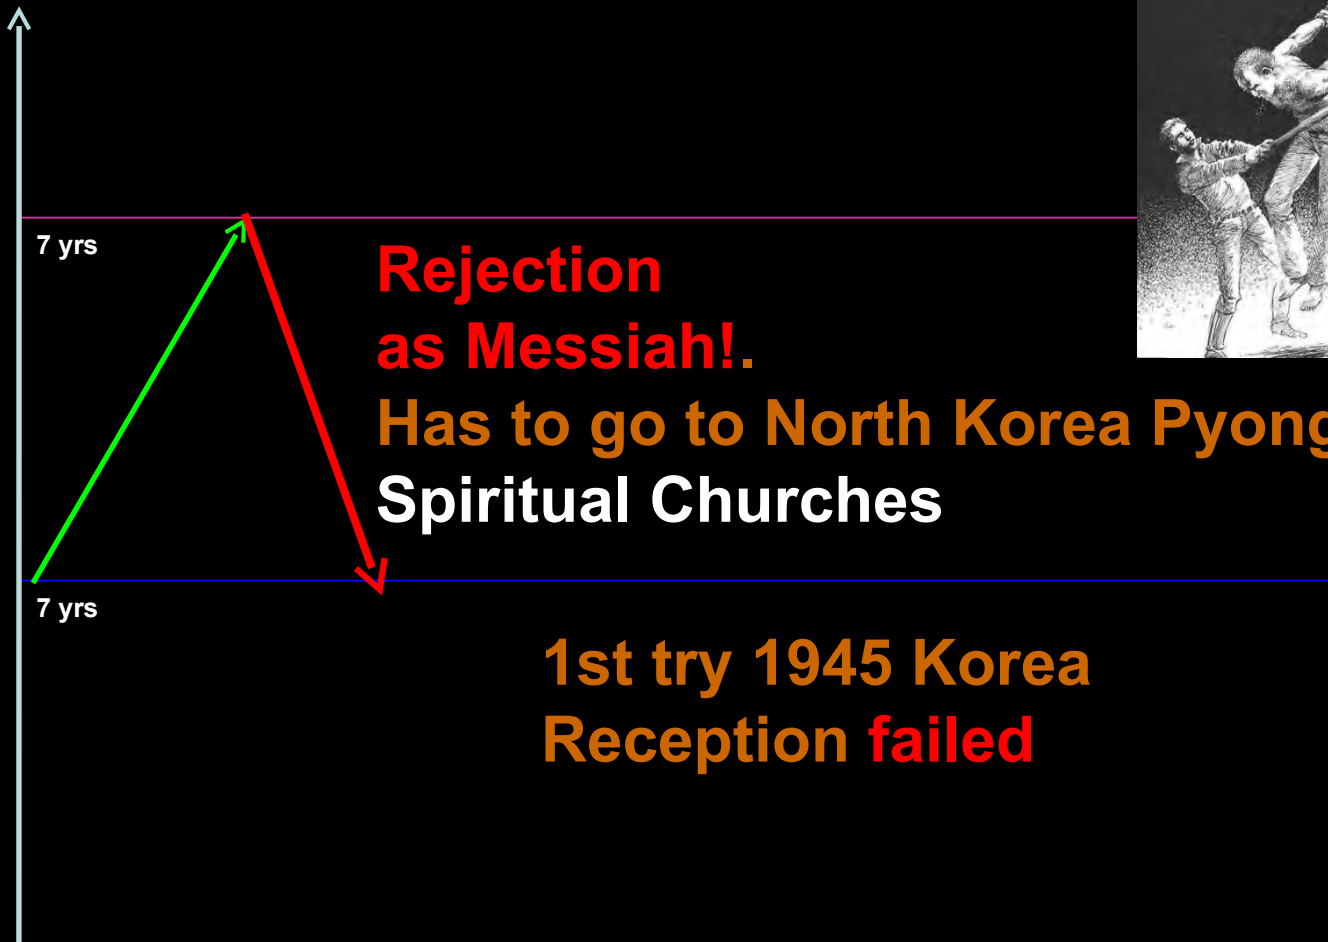 7 yrs
Rejection
as Messiah!.
Has to go to North Korea Pyong
Spiritual Churches
7 yrs
1st try 1945 Korea
Reception failed